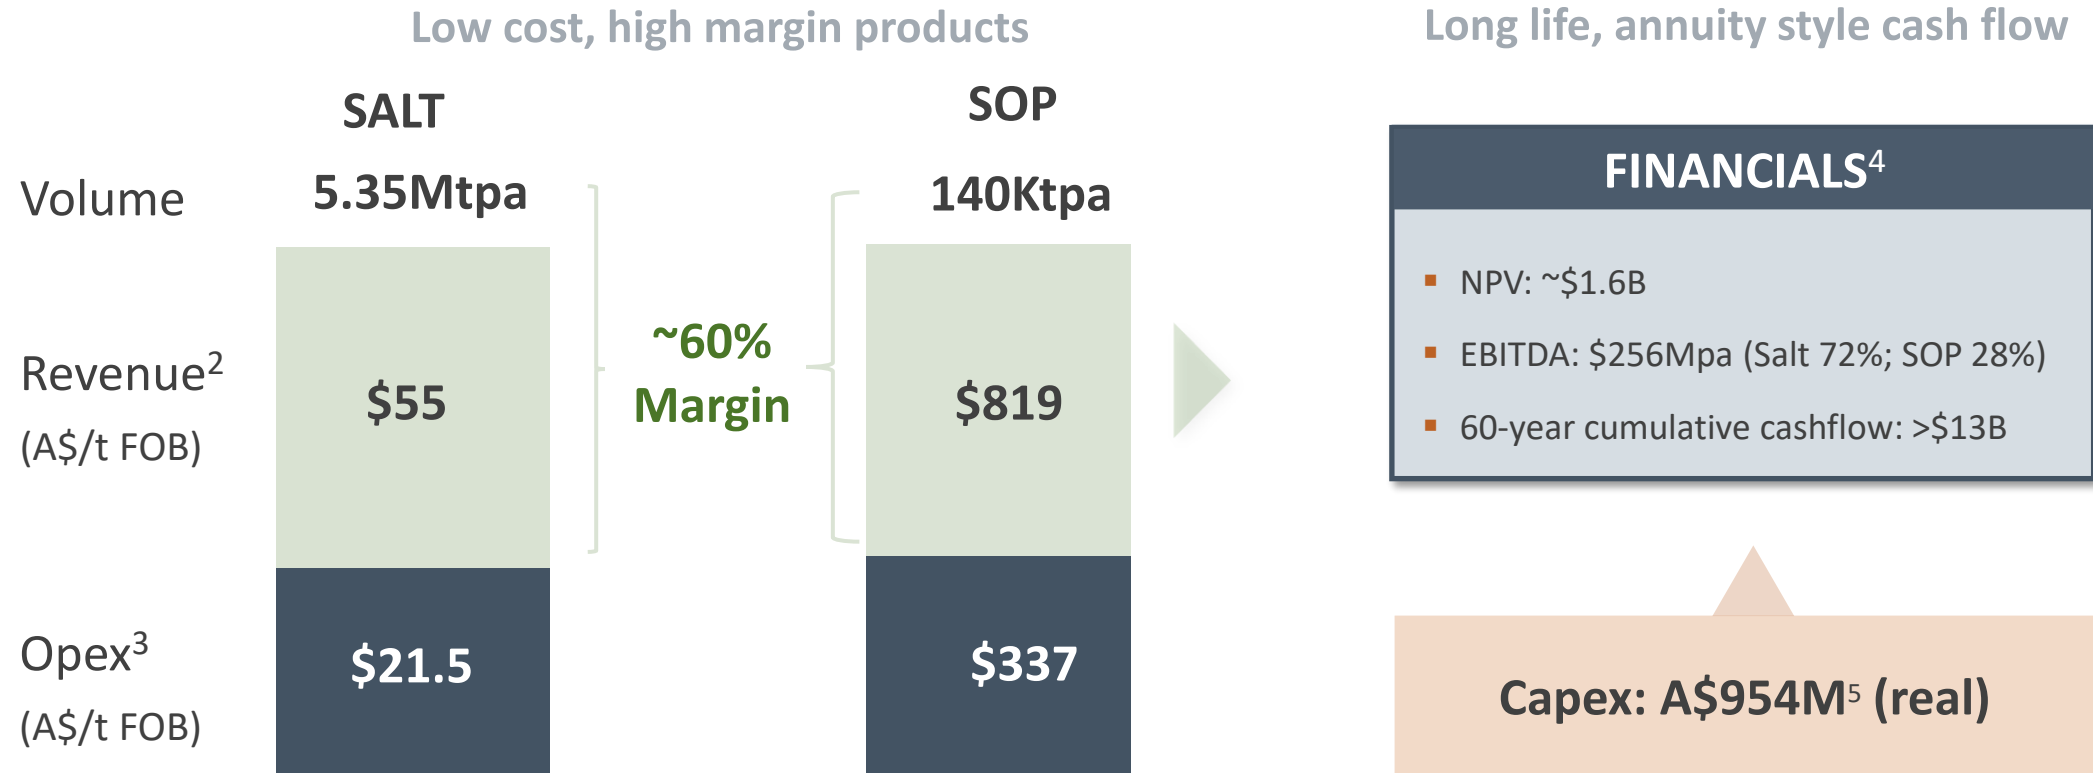 Low cost, high margin products
SALT
SOP
Volume
5.35Mtpa
140Ktpa
Revenue2
(A$/t FOB)
$55
~60%
Margin
$819
Opex3
(A$/t FOB)
$21.5
$337
Long life, annuity style cash flow
FINANCIALS4
▪ NPV: ~$1.6B
▪ EBITDA: $256Mpa (Salt 72%; SOP 28%)
▪ 60-year cumulative cashflow: >$13B
Capex: A$954M5 (real)